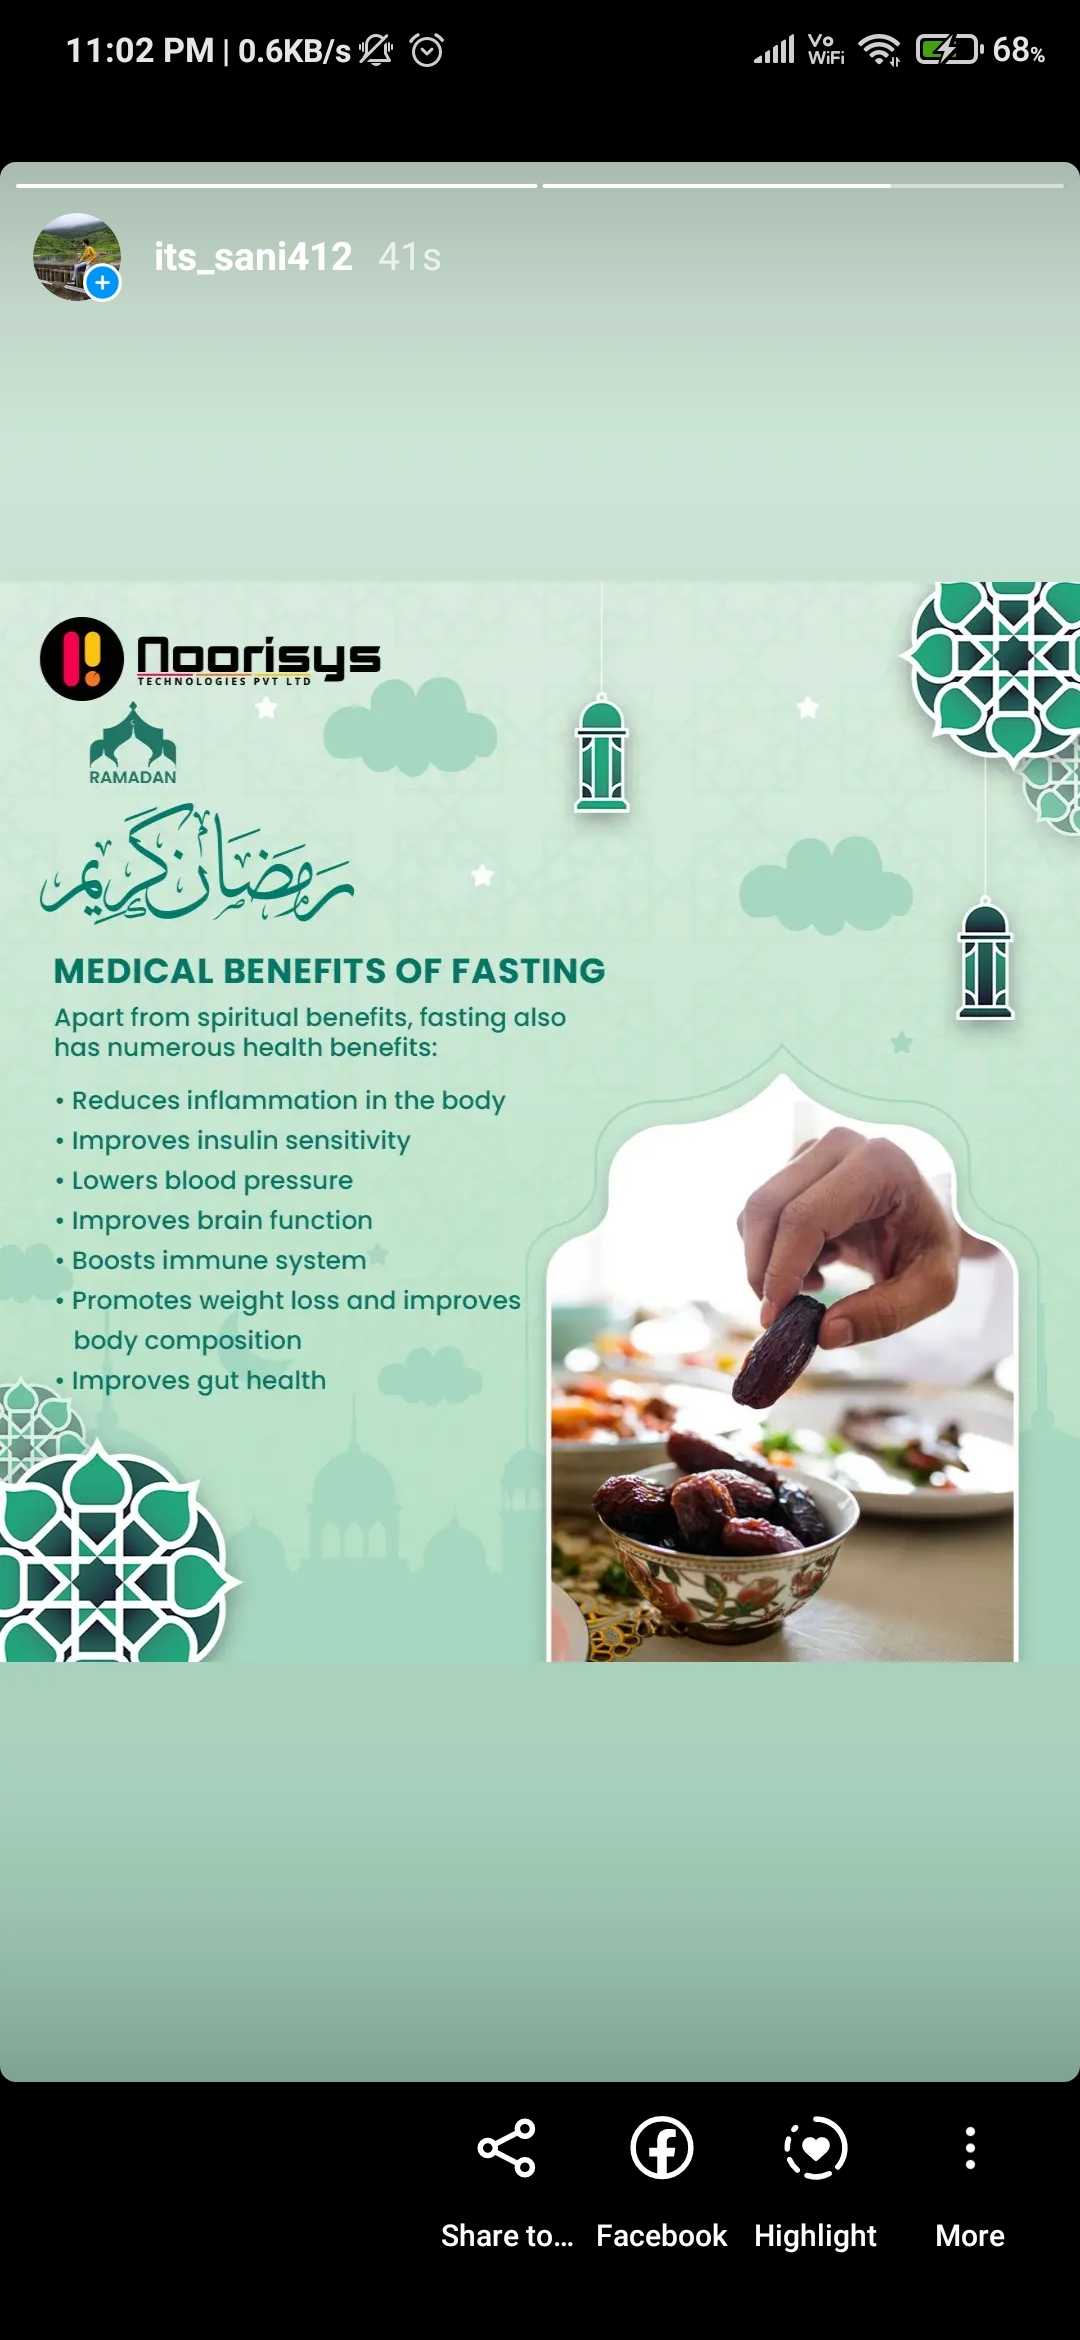 11:02 PM | 0.6KB/s
Vo
WiFi
68%
its_sani412 41s
Noorisys
TECHNOLOGIES PVT LTD
RAMADAN
رَمَضَان كَرِيم
MEDICAL BENEFITS OF FASTING
Apart from spiritual benefits, fasting also
has numerous health benefits:
• Reduces inflammation in the body
• Improves insulin sensitivity
• Lowers blood pressure
• Improves brain function
• Boosts immune system
• Promotes weight loss and improves
body composition
• Improves gut health
Share to... Facebook Highlight More